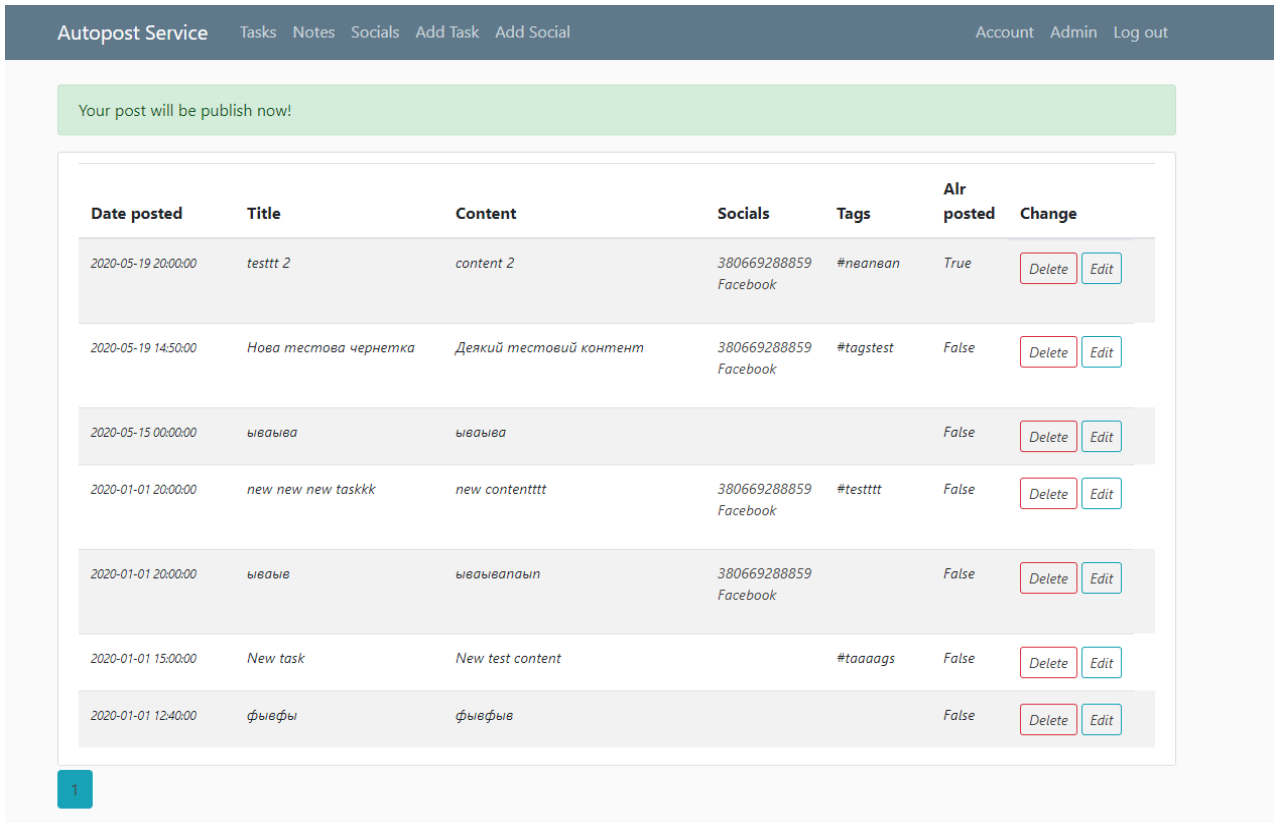 Autopost Service Tasks Notes Socials Add Task Add Social Account Admin Log out
Your post will be publish now!
Date posted Title Content Socials Tags Alr posted Change
2020-05-19 20:00:00 testtt 2 content 2 380669288859 #пвапвап True Delete Edit
Facebook
2020-05-19 14:50:00 Нова тестова чернетка Деякий тестовий контент 380669288859 #tagstest False Delete Edit
Facebook
2020-05-15 00:00:00 ываыва ываыва False Delete Edit
2020-01-01 20:00:00 new new new taskkk new contentttt 380669288859 #testttt False Delete Edit
Facebook
2020-01-01 20:00:00 ываыв ываывапаып 380669288859 False Delete Edit
Facebook
2020-01-01 15:00:00 New task New test content #taaaags False Delete Edit
2020-01-01 12:40:00 фывфы фывфыв False Delete Edit
1